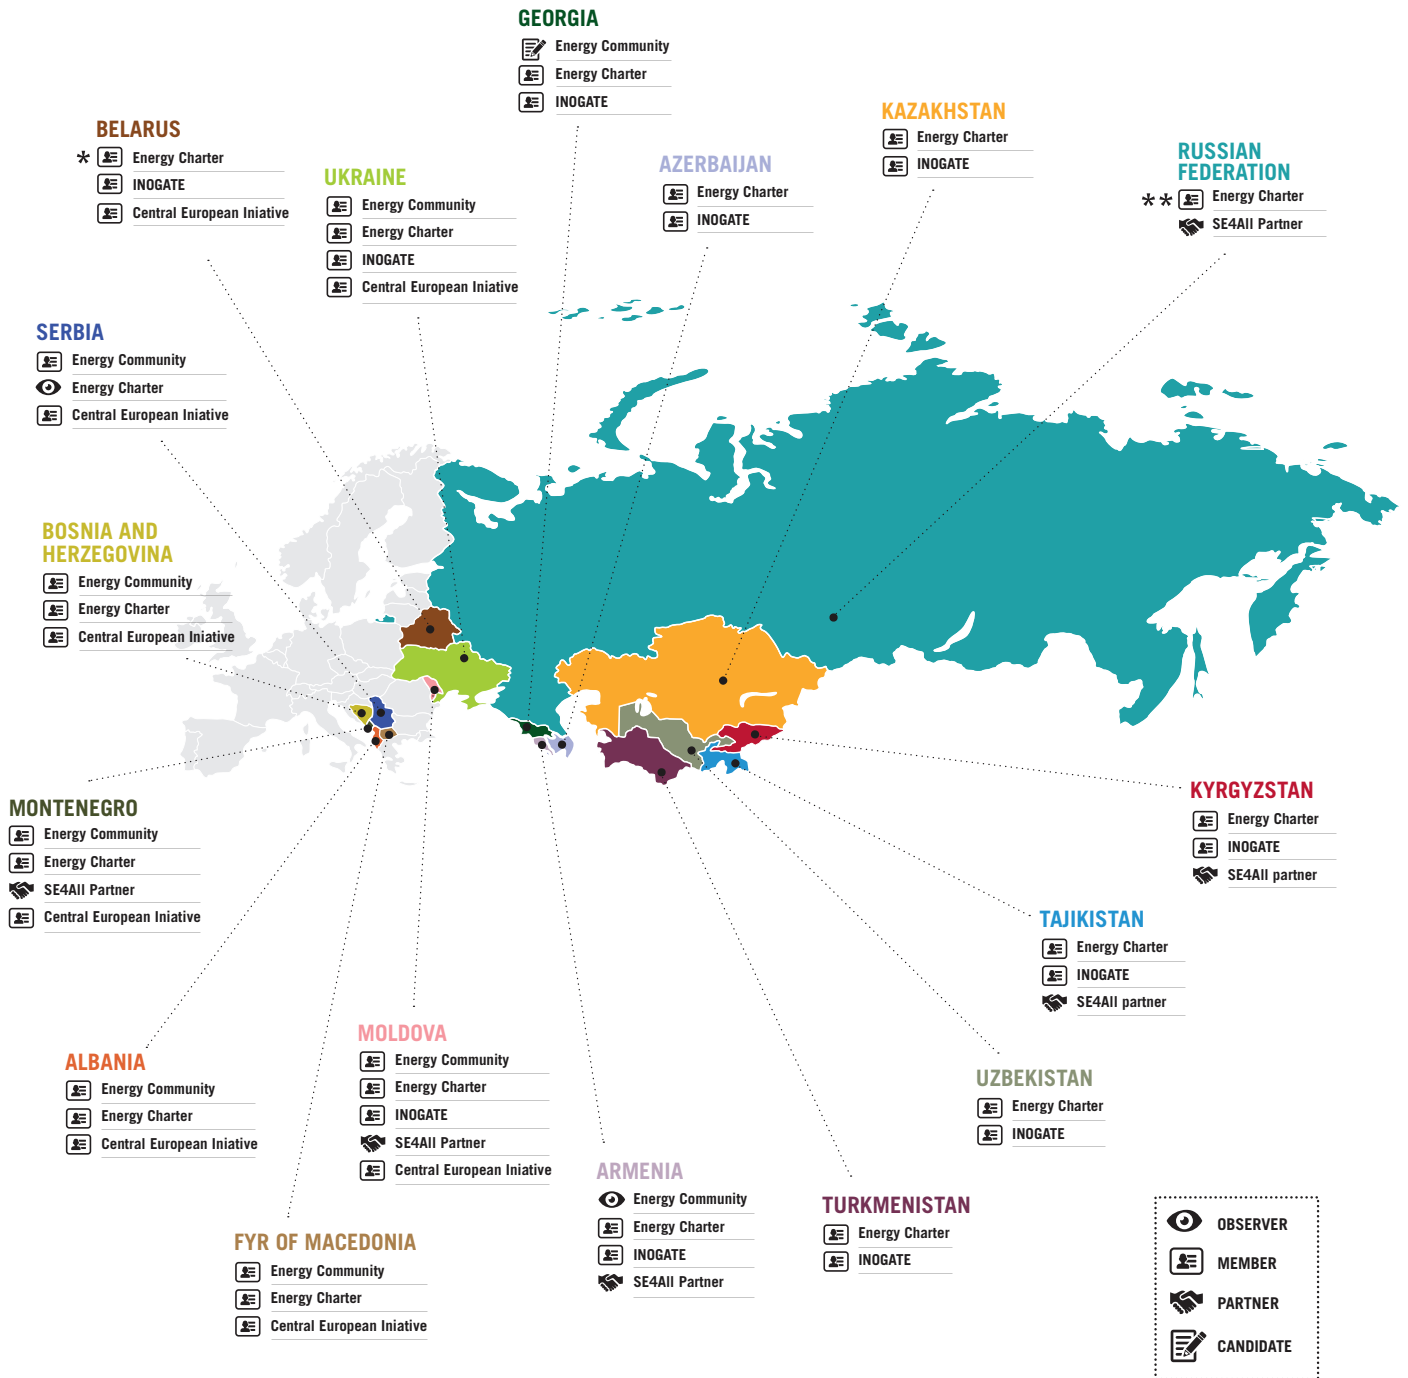 GEORGIA
Energy Community
Energy Charter
INOGATE
BELARUS
* Energy Charter
INOGATE
Central European Iniative
UKRAINE
Energy Community
Energy Charter
INOGATE
Central European Iniative
AZERBAIJAN
Energy Charter
INOGATE
KAZAKHSTAN
Energy Charter
INOGATE
RUSSIAN
FEDERATION
** Energy Charter
SE4All Partner
SERBIA
Energy Community
Energy Charter
Central European Iniative
BOSNIA AND
HERZEGOVINA
Energy Community
Energy Charter
Central European Iniative
MONTENEGRO
Energy Community
Energy Charter
SE4All Partner
Central European Iniative
KYRGYZSTAN
Energy Charter
INOGATE
SE4All partner
TAJIKISTAN
Energy Charter
INOGATE
SE4All partner
ALBANIA
Energy Community
Energy Charter
Central European Iniative
MOLDOVA
Energy Community
Energy Charter
INOGATE
SE4All Partner
Central European Iniative
UZBEKISTAN
Energy Charter
INOGATE
ARMENIA
Energy Community
Energy Charter
INOGATE
SE4All Partner
TURKMENISTAN
Energy Charter
INOGATE
FYR OF MACEDONIA
Energy Community
Energy Charter
Central European Iniative
OBSERVER
MEMBER
PARTNER
CANDIDATE